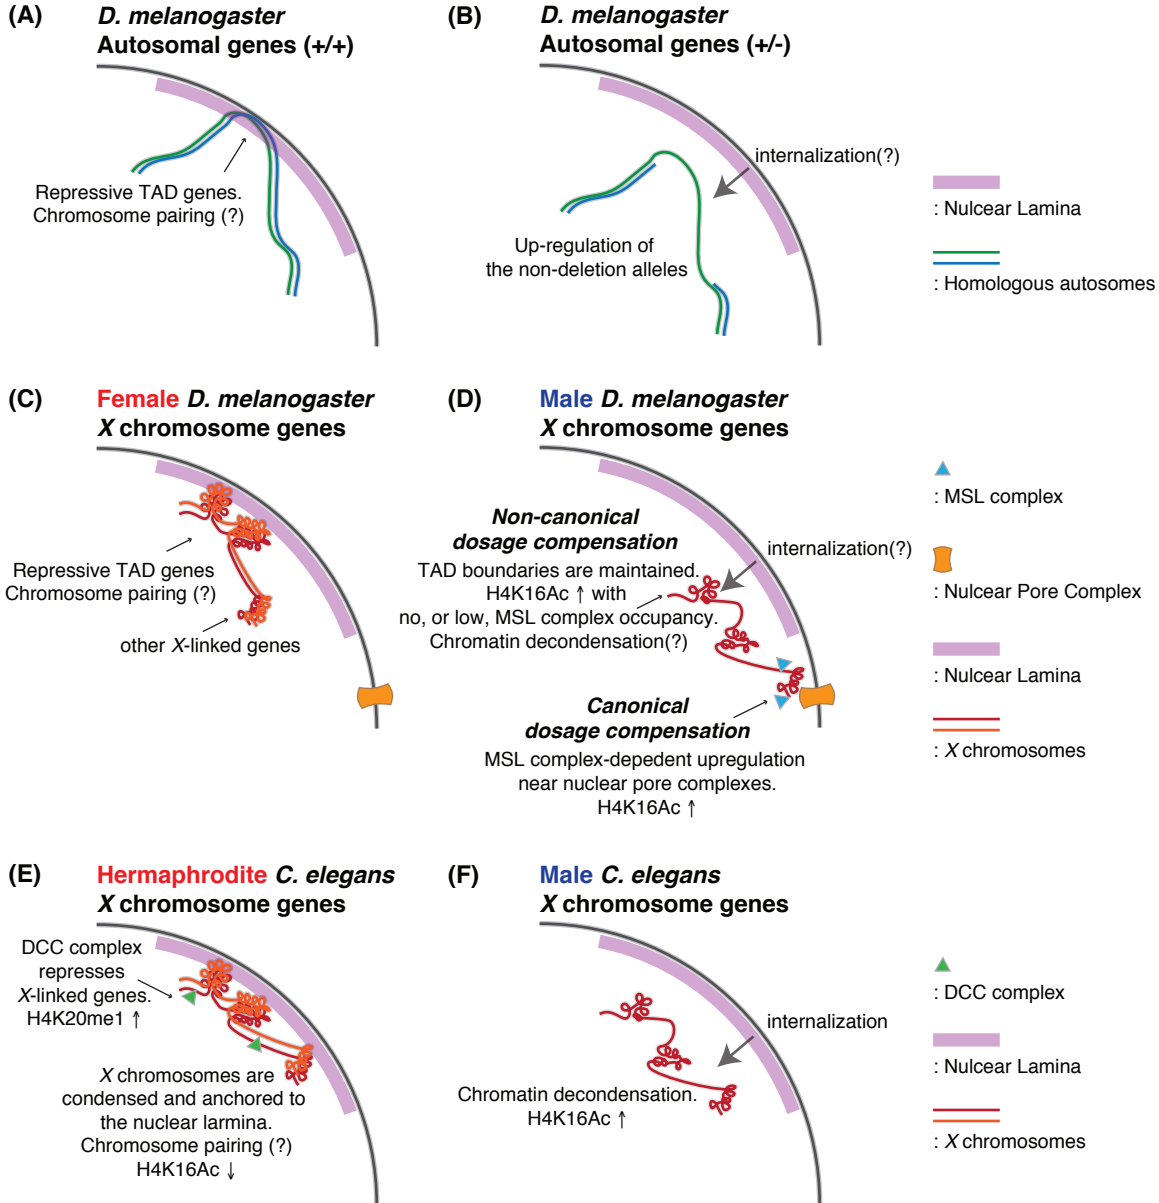 (A)
D. melanogaster
Autosomal genes (+/+)
Repressive TAD genes.
Chromosome pairing (?)
(B)
D. melanogaster
Autosomal genes (+/-)
internalization(?)
Up-regulation of
the non-deletion alleles
: Nulcear Lamina
: Homologous autosomes
(C)
Female D. melanogaster
X chromosome genes
Repressive TAD genes
Chromosome pairing (?)
other X-linked genes
(D)
Male D. melanogaster
X chromosome genes
Non-canonical
dosage compensation
TAD boundaries are maintained.
H4K16Ac ↑ with
no, or low, MSL complex occupancy.
Chromatin decondensation(?)
internalization(?)
Canonical
dosage compensation
MSL complex-depedent upregulation
near nuclear pore complexes.
H4K16Ac ↑
: MSL complex
: Nulcear Pore Complex
: Nulcear Lamina
: X chromosomes
(E)
Hermaphrodite C. elegans
X chromosome genes
DCC complex
represses
X-linked genes.
H4K20me1 ↑
X chromosomes are
condensed and anchored to
the nuclear larmina.
Chromosome pairing (?)
H4K16Ac ↓
(F)
Male C. elegans
X chromosome genes
internalization
Chromatin decondensation.
H4K16Ac ↑
: DCC complex
: Nulcear Lamina
: X chromosomes